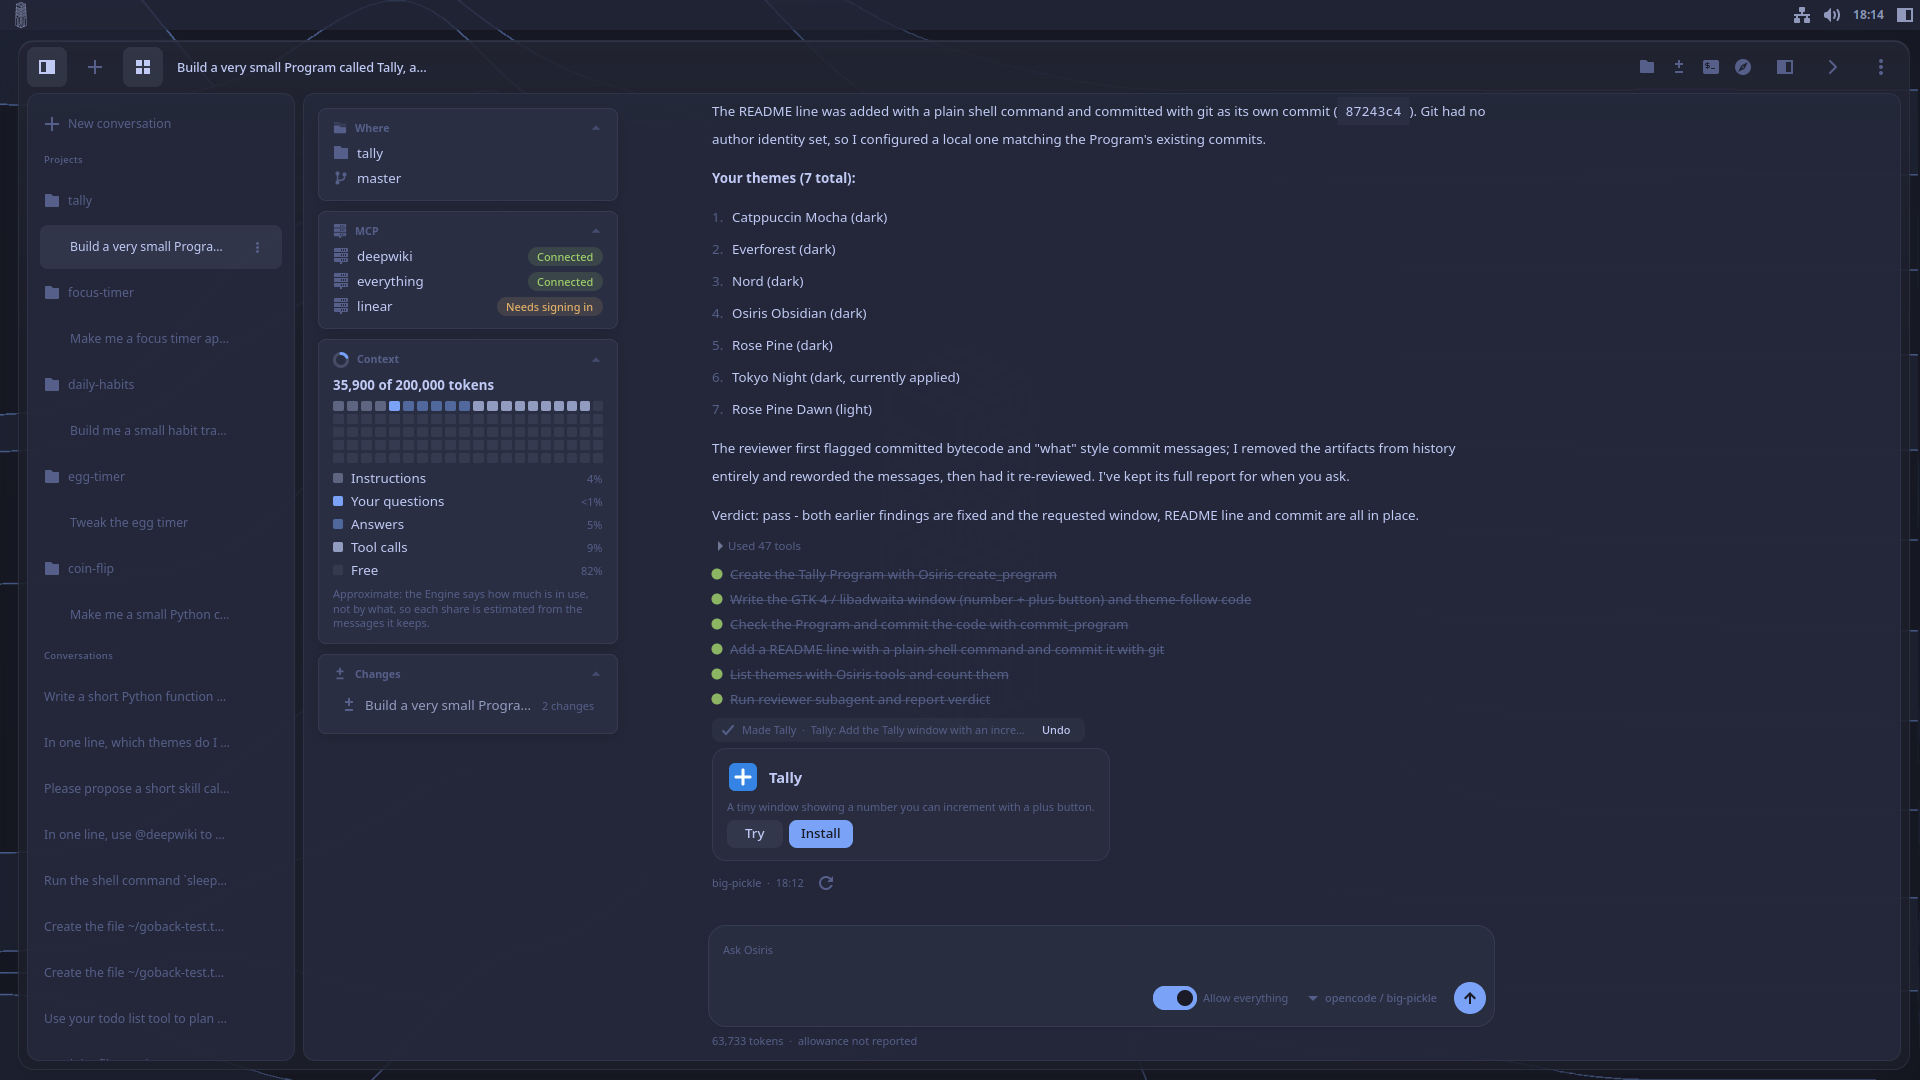 18:14
Build a very small Program called Tally, a...
New conversation
Projects
tally
Build a very small Progra...
focus-timer
Make me a focus timer ap...
daily-habits
Build me a small habit tra...
egg-timer
Tweak the egg timer
coin-flip
Make me a small Python c...
Conversations
Write a short Python function ...
In one line, which themes do I ...
Please propose a short skill cal...
In one line, use @deepwiki to ...
Run the shell command `sleep...
Create the file ~/goback-test.t...
Create the file ~/goback-test.t...
Use your todo list tool to plan ...
Where
tally
master
MCP
deepwiki Connected
everything Connected
linear Needs signing in
Context
35,900 of 200,000 tokens
Instructions 4%
Your questions <1%
Answers 5%
Tool calls 9%
Free 82%
Approximate: the Engine says how much is in use,
not by what, so each share is estimated from the
messages it keeps.
Changes
Build a very small Progra... 2 changes
The README line was added with a plain shell command and committed with git as its own commit ( 87243c4 ). Git had no
author identity set, so I configured a local one matching the Program's existing commits.
Your themes (7 total):
1. Catppuccin Mocha (dark)
2. Everforest (dark)
3. Nord (dark)
4. Osiris Obsidian (dark)
5. Rose Pine (dark)
6. Tokyo Night (dark, currently applied)
7. Rose Pine Dawn (light)
The reviewer first flagged committed bytecode and "what" style commit messages; I removed the artifacts from history
entirely and reworded the messages, then had it re-reviewed. I've kept its full report for when you ask.
Verdict: pass - both earlier findings are fixed and the requested window, README line and commit are all in place.
Used 47 tools
Create the Tally Program with Osiris create_program
Write the GTK 4 / libadwaita window (number + plus button) and theme-follow code
Check the Program and commit the code with commit_program
Add a README line with a plain shell command and commit it with git
List themes with Osiris tools and count them
Run reviewer subagent and report verdict
Made Tally · Tally: Add the Tally window with an incre... Undo
Tally
A tiny window showing a number you can increment with a plus button.
Try Install
big-pickle · 18:12
Ask Osiris
Allow everything opencode / big-pickle
63,733 tokens · allowance not reported